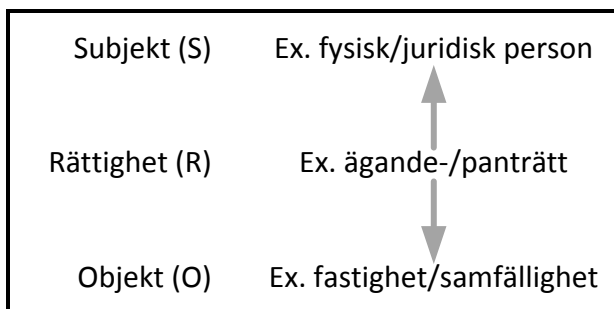 Subjekt (S) Ex. fysisk/juridisk person
Rättighet (R) Ex. ägande-/panträtt
Objekt (O) Ex. fastighet/samfällighet